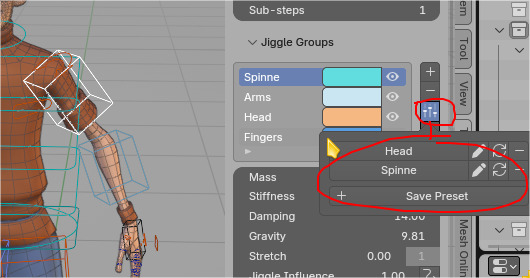 Sub-steps 1
Jiggle Groups
Spinne
Arms
Head
Fingers
Head
Spinne
Save Preset
Mass
Stiffness
Damping 14.00
Gravity 9.81
Stretch 0.00 1
Jiggle Influence 1.00
Tool
View
Mesh Online